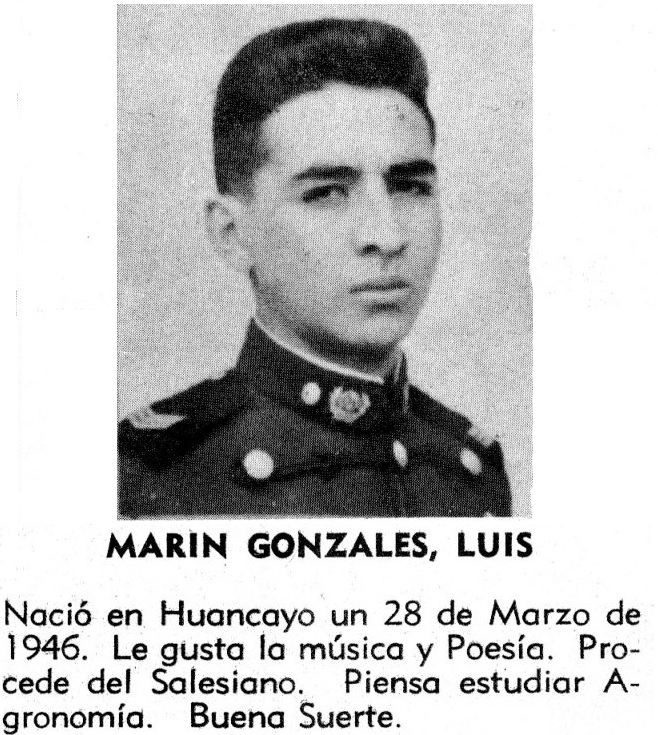 MARIN GONZALES, LUIS
Nació en Huancayo un 28 de Marzo de
1946. Le gusta la música y Poesía. Pro-
cede del Salesiano. Piensa estudiar A-
gronomía. Buena Suerte.